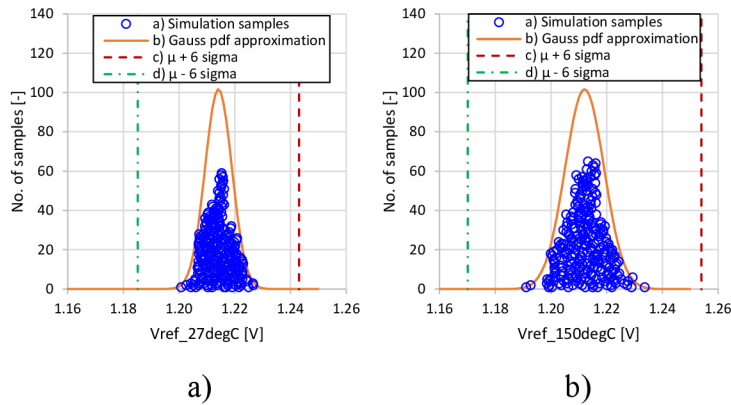 140
120
100
80
60
40
20
0
No. of samples [-]
a) Simulation samples
b) Gauss pdf approximation
c) μ + 6 sigma
d) μ - 6 sigma
1.16 1.18 1.20 1.22 1.24 1.26
Vref_27degC [V]
a)
140
120
100
80
60
40
20
0
No. of samples [-]
a) Simulation samples
b) Gauss pdf approximation
c) μ + 6 sigma
d) μ - 6 sigma
1.16 1.18 1.20 1.22 1.24 1.26
Vref_150degC [V]
b)